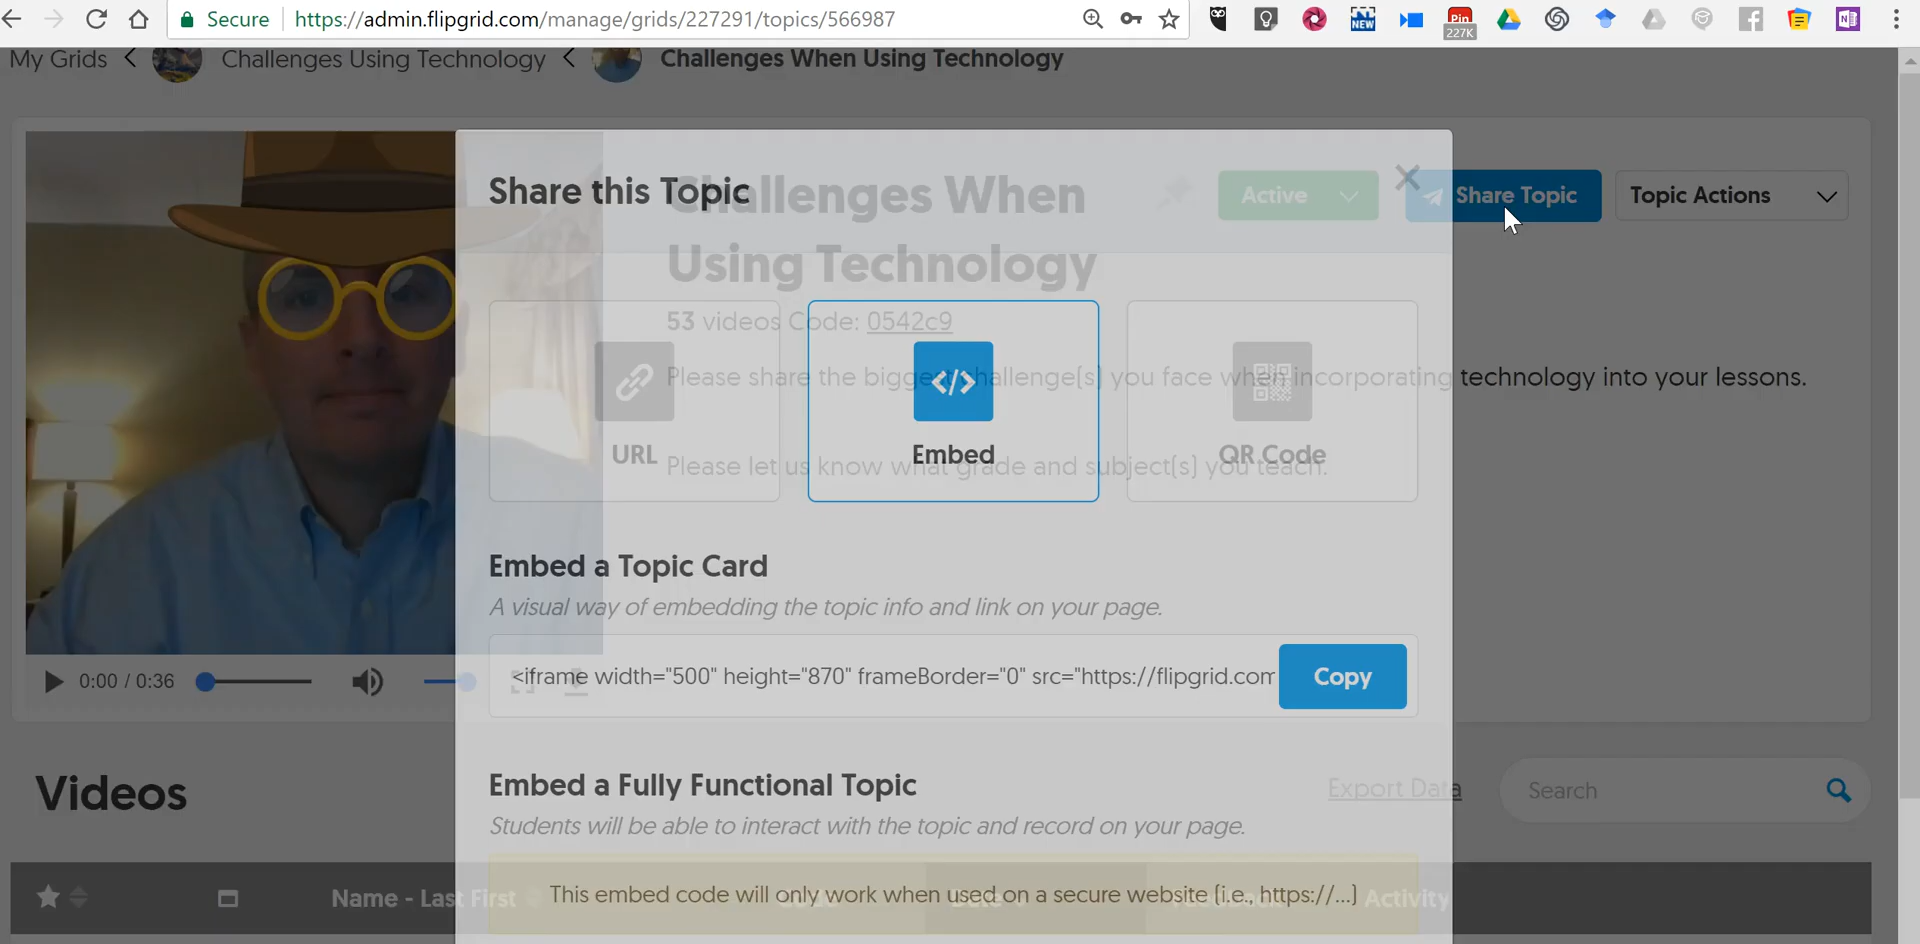 Secure
https://admin.flipgrid.com/manage/grids/227291/topics/566987
NEW
Pin
227K
My Grids
Challenges Using Technology
Challenges When Using Technology
Share this Topic
Challenges When
Using Technology
Active
Share Topic
Topic Actions
53 videos Code: 0542c9
Please share the biggest challenge(s) you face when incorporating technology into your lessons.
URL
Embed
QR Code
Please let us know what grade and subject(s) you teach.
Embed a Topic Card
A visual way of embedding the topic info and link on your page.
<iframe width="500" height="870" frameBorder="0" src="https://flipgrid.com
Copy
0:00 / 0:36
Embed a Fully Functional Topic
Students will be able to interact with the topic and record on your page.
Videos
Export Data
Search
Name - Last First
This embed code will only work when used on a secure website (i.e., https://...)
Activity